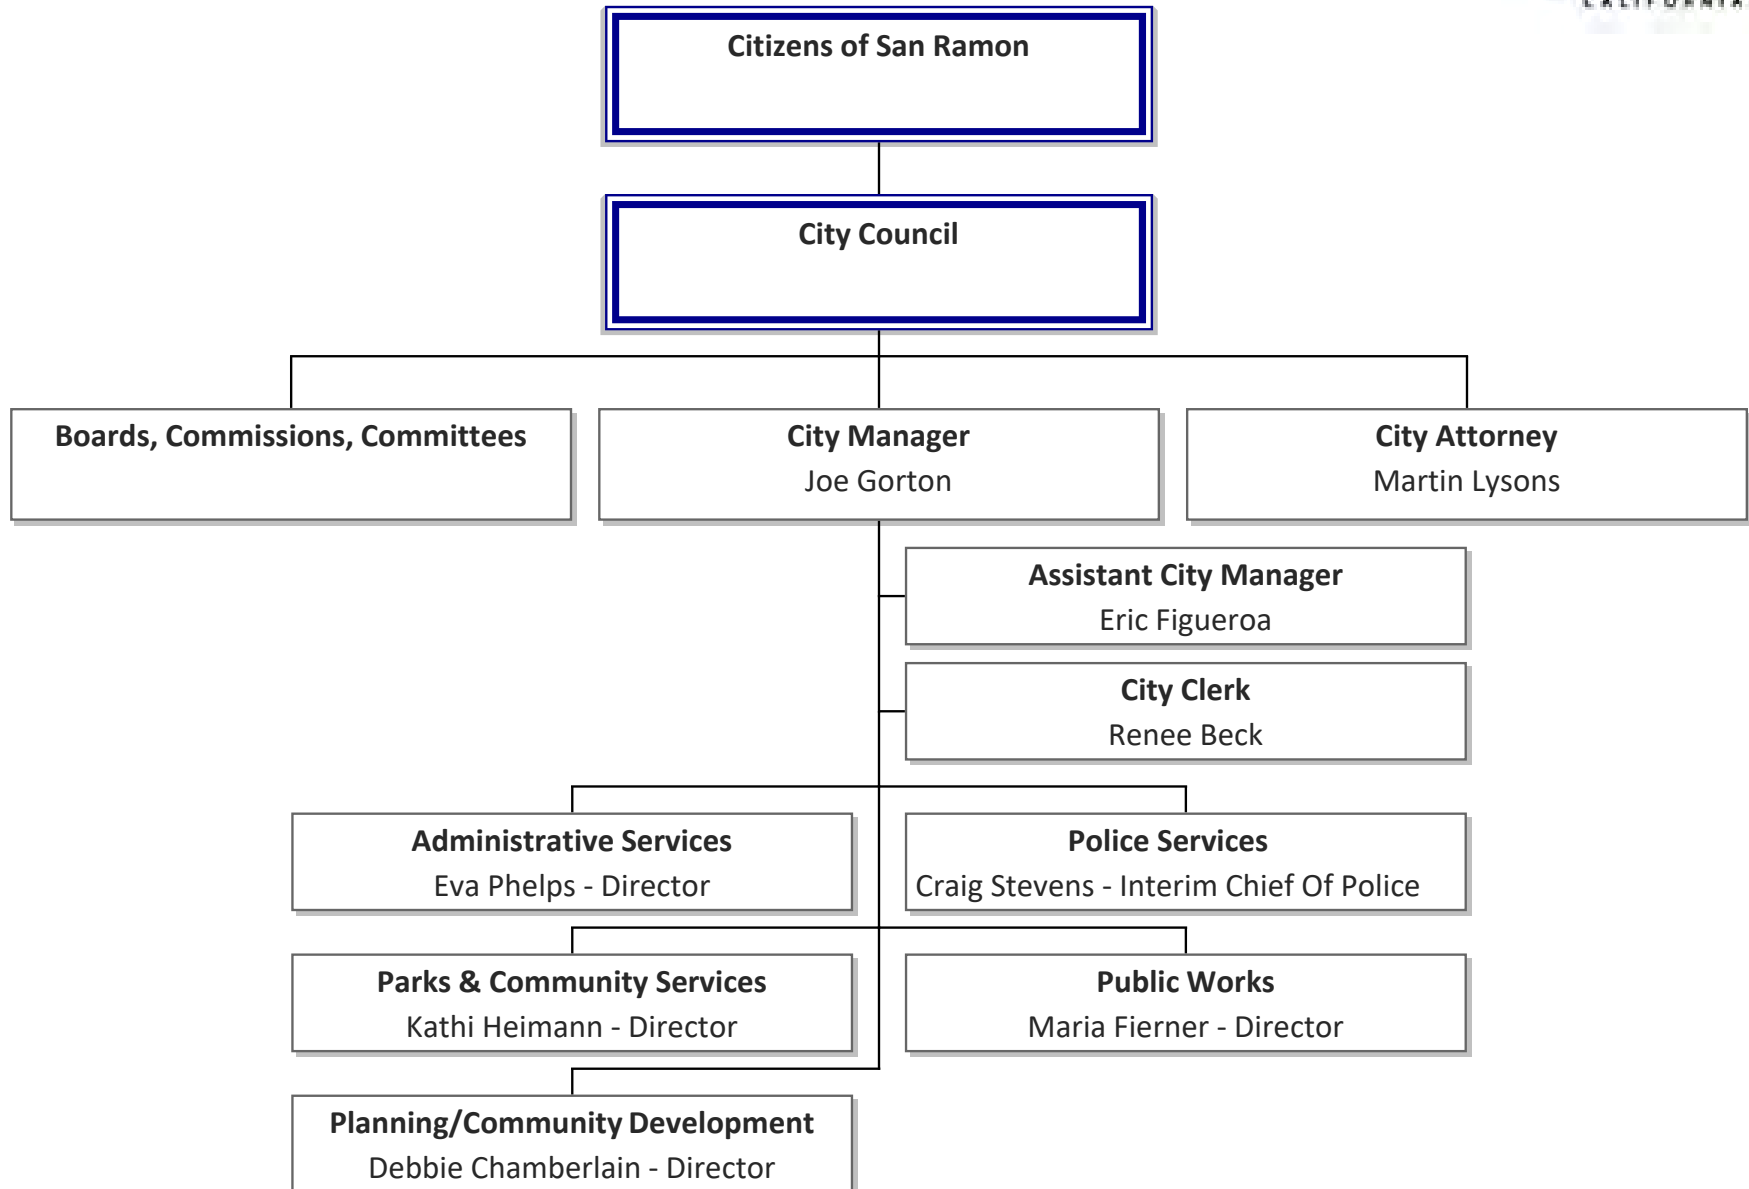 CALIFORNIA
Citizens of San Ramon
City Council
Boards, Commissions, Committees
City Manager
Joe Gorton
City Attorney
Martin Lysons
Assistant City Manager
Eric Figueroa
City Clerk
Renee Beck
Administrative Services
Eva Phelps - Director
Police Services
Craig Stevens - Interim Chief Of Police
Parks & Community Services
Kathi Heimann - Director
Public Works
Maria Fierner - Director
Planning/Community Development
Debbie Chamberlain - Director